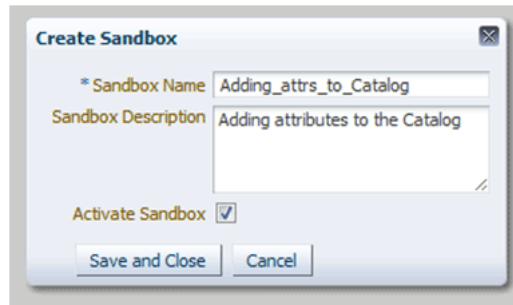 Create Sandbox
* Sandbox Name Adding_attrs_to_Catalog
Sandbox Description Adding attributes to the Catalog
Activate Sandbox
Save and Close Cancel